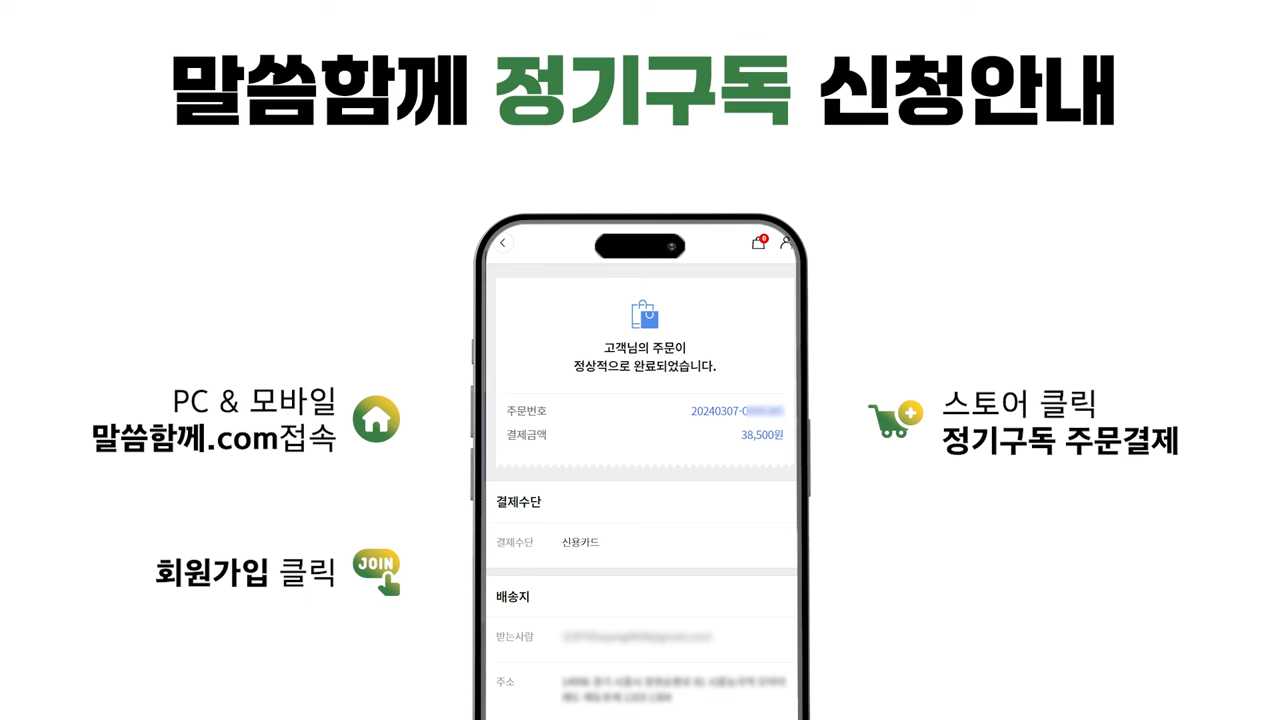 말씀함께 정기구독 신청안내
PC & 모바일
말씀함께.com접속
회원가입 클릭
JOIN
0
고객님의 주문이
정상적으로 완료되었습니다.
주문번호 20240307-0
결제금액 38,500원
결제수단
결제수단 신용카드
배송지
받는사람
주소
스토어 클릭
정기구독 주문결제